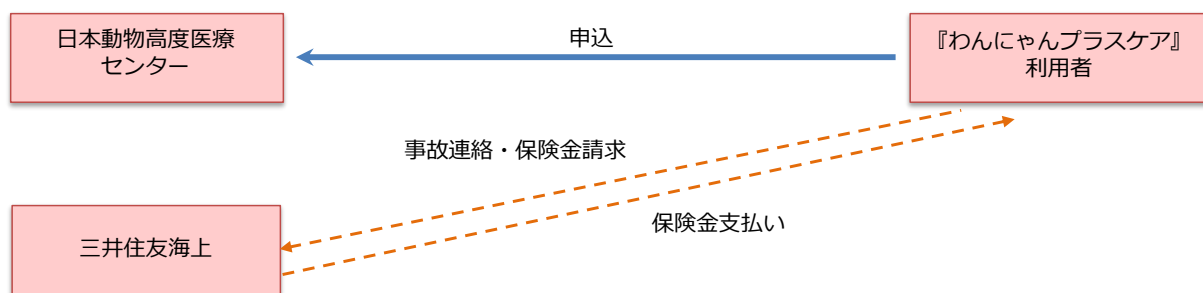 日本動物高度医療
センター
申込
『わんにゃんプラスケア』
利用者
事故連絡・保険金請求
保険金支払い
三井住友海上